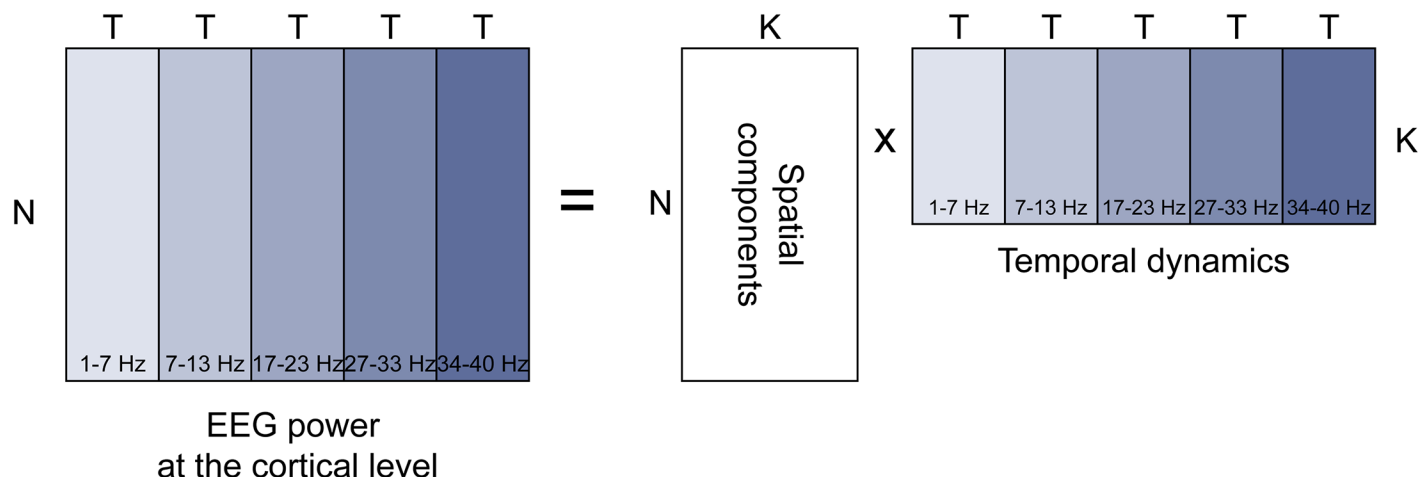 T T T T T K T T T T T
N = N Spatial components x K
1-7 Hz 7-13 Hz 17-23 Hz 27-33 Hz 34-40 Hz
1-7 Hz 7-13 Hz 17-23 Hz 27-33 Hz 34-40 Hz
Temporal dynamics
EEG power
at the cortical level